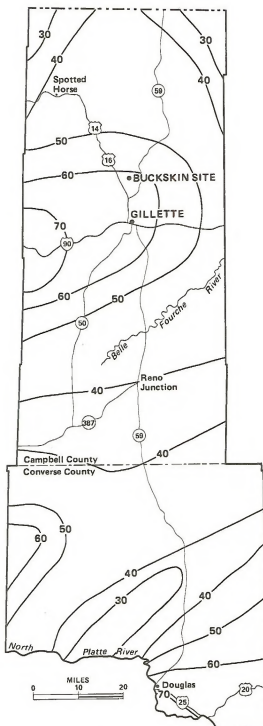 30
40
40
30
Spotted
Horse
59
14
50
16
60
BUCKSKIN SITE
GILLETTE
70
90
60
50
50
Belle Fourche River
40
Reno
Junction
387
59
Campbell County
Converse County
40
50
60
40
30
40
50
North Platte River
60
MILES
0 10 20
Douglas
70
25
20